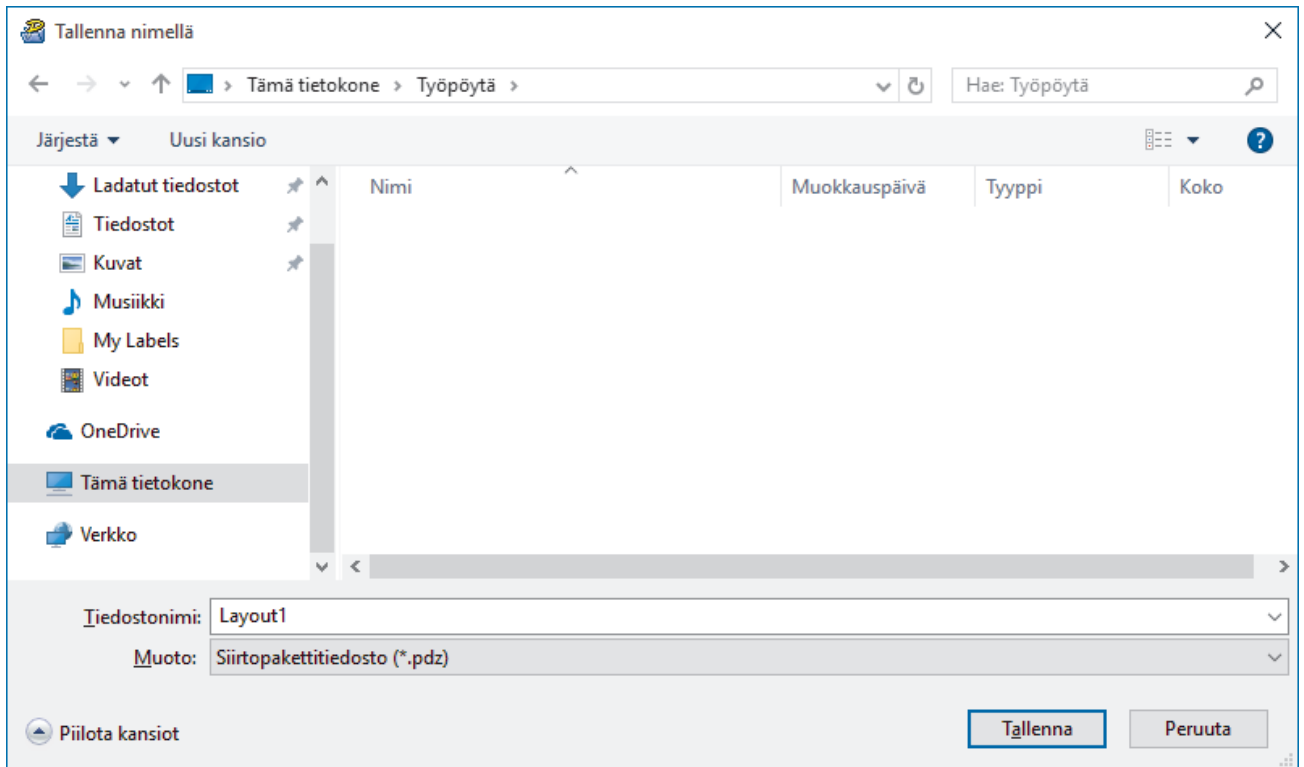 Tallenna nimellä
Tämä tietokone > Työpöytä >
Hae: Työpöytä
Järjestä
Uusi kansio
Nimi
Muokkauspäivä
Tyyppi
Koko
Ladatut tiedostot
Tiedostot
Kuvat
Musiikki
My Labels
Videot
OneDrive
Tämä tietokone
Verkko
Tiedostonimi: Layout1
Muoto: Siirtopakettitiedosto (*.pdz)
Piilota kansiot
Tallenna
Peruuta